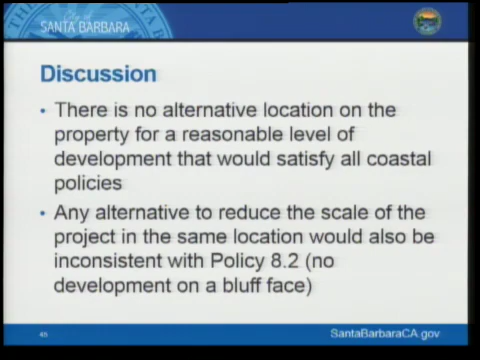 City of
SANTA BARBARA
Discussion
• There is no alternative location on the
property for a reasonable level of
development that would satisfy all coastal
policies
• Any alternative to reduce the scale of the
project in the same location would also be
inconsistent with Policy 8.2 (no
development on a bluff face)
SantaBarbaraCA.gov